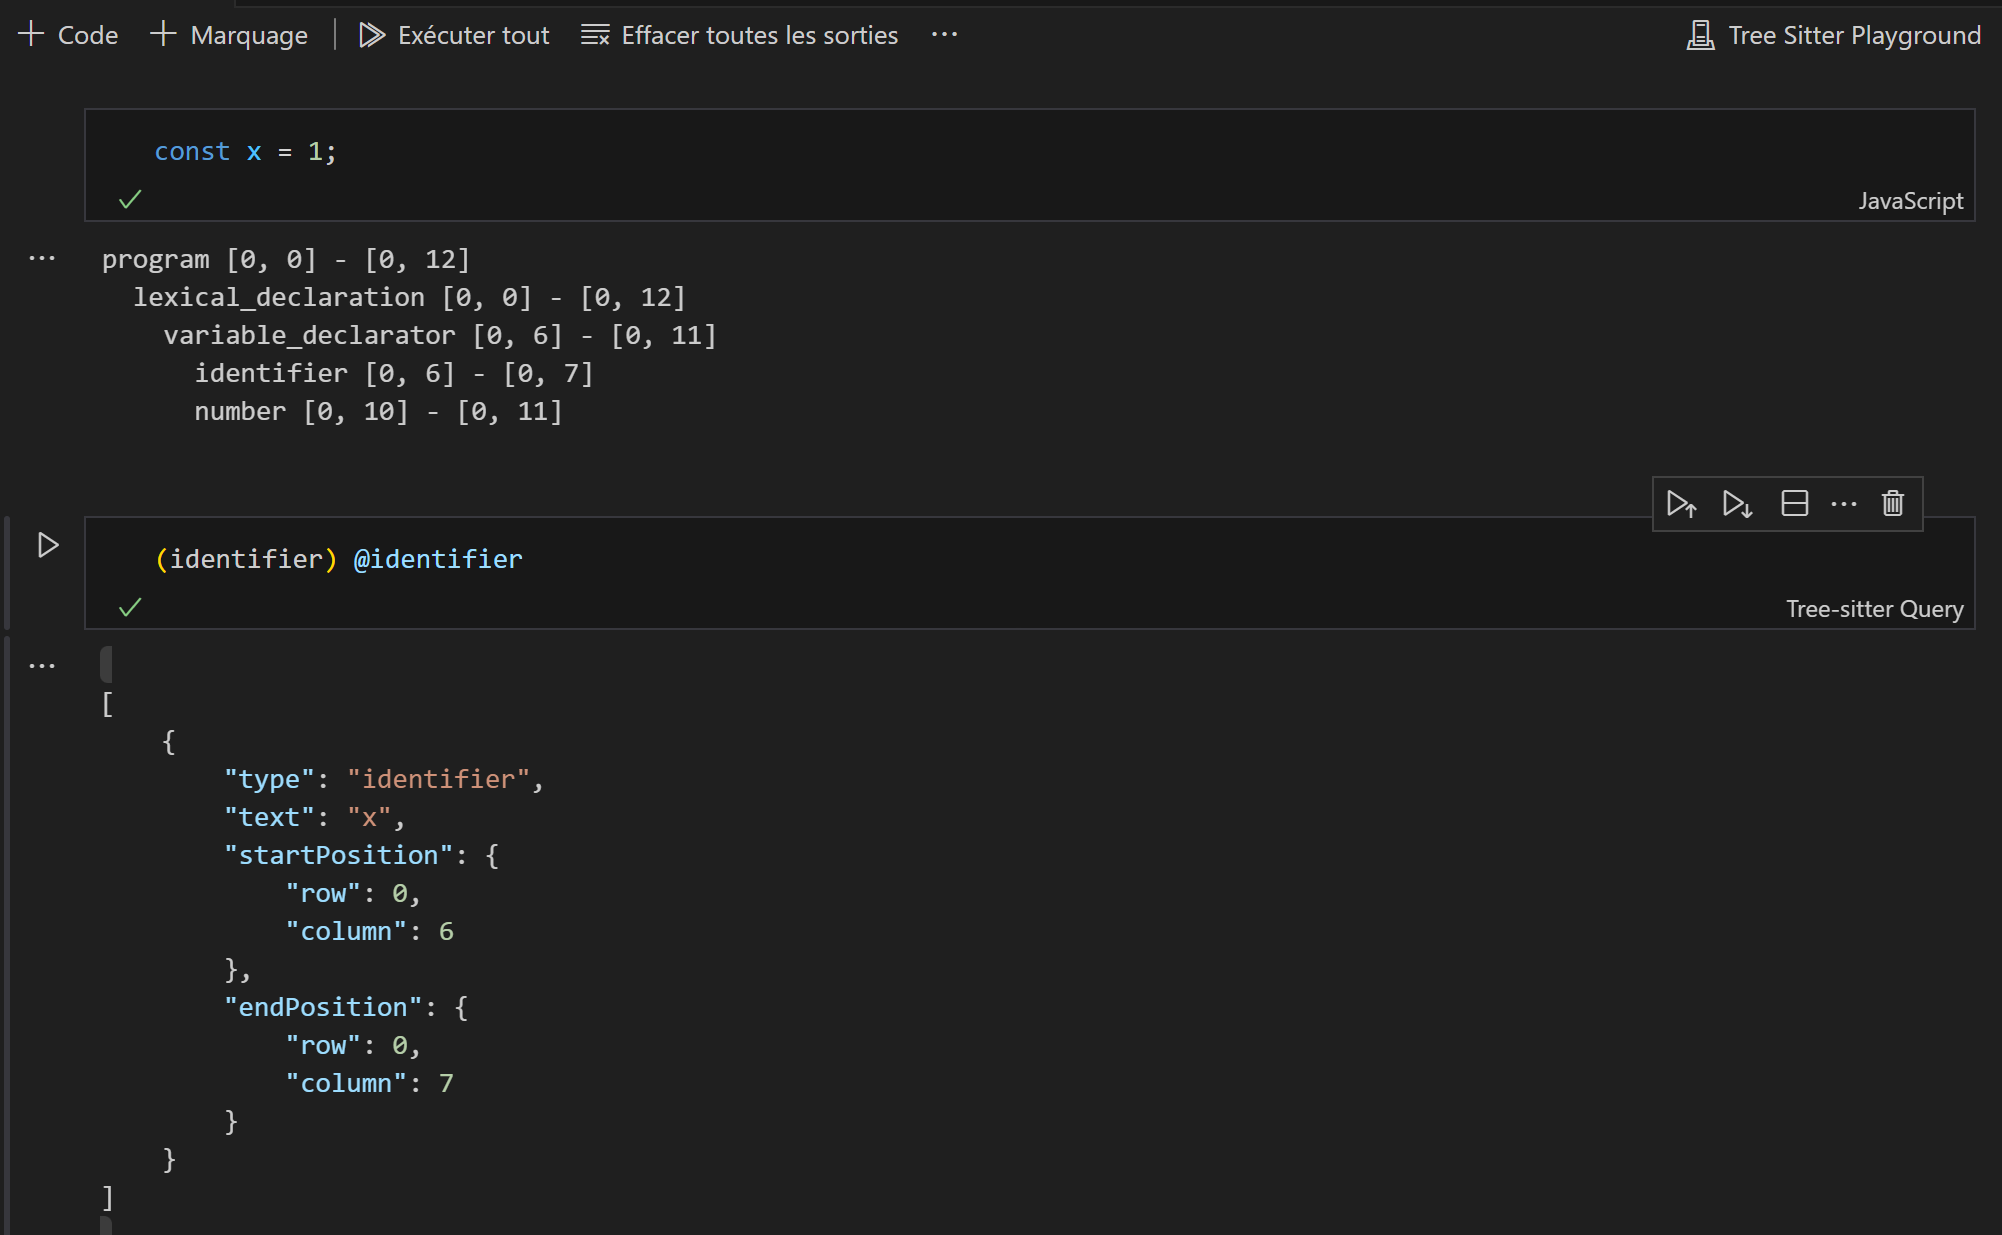 Code Marquage Exécuter tout Effacer toutes les sorties ··· Tree Sitter Playground
const x = 1;
JavaScript
program [0, 0] - [0, 12]
  lexical_declaration [0, 0] - [0, 12]
    variable_declarator [0, 6] - [0, 11]
      identifier [0, 6] - [0, 7]
      number [0, 10] - [0, 11]
(identifier) @identifier
Tree-sitter Query
[
    {
        "type": "identifier",
        "text": "x",
        "startPosition": {
            "row": 0,
            "column": 6
        },
        "endPosition": {
            "row": 0,
            "column": 7
        }
    }
]